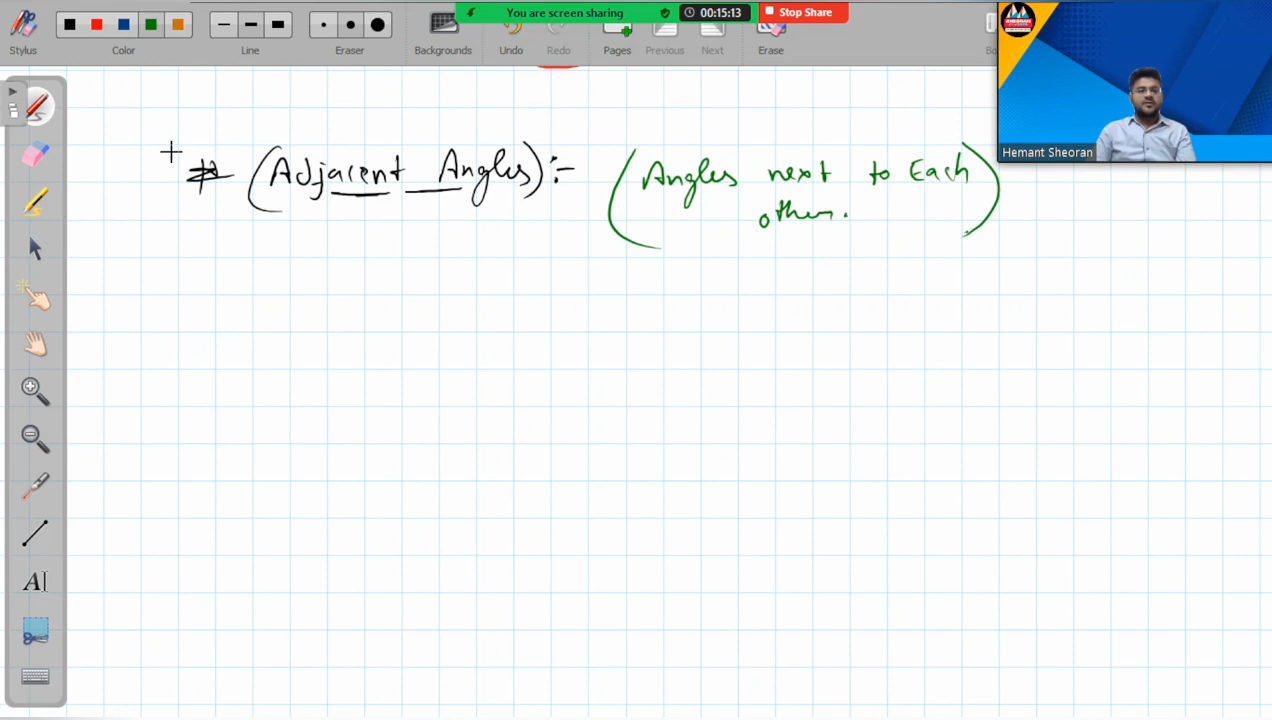 You are screen sharing
00:15:13
Stop Share
Stylus
Color
Line
Eraser
Backgrounds
Undo
Redo
Pages
Previous
Next
Erase
Hemant Sheoran
# (Adjacent Angles) :- (Angles next to Each
other.)
AI